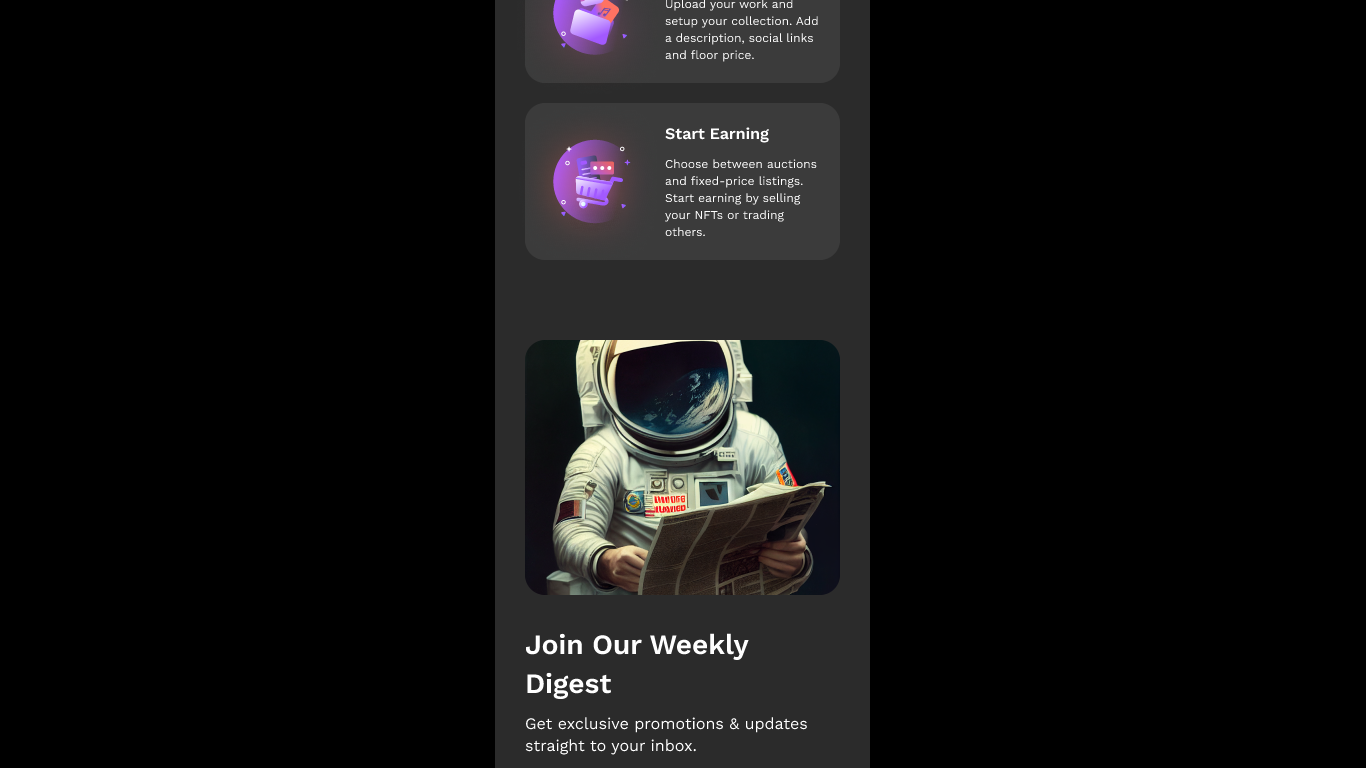 Upload your work and
setup your collection. Add
a description, social links
and floor price.
Start Earning
Choose between auctions
and fixed-price listings.
Start earning by selling
your NFTs or trading
others.
Join Our Weekly
Digest
Get exclusive promotions & updates
straight to your inbox.